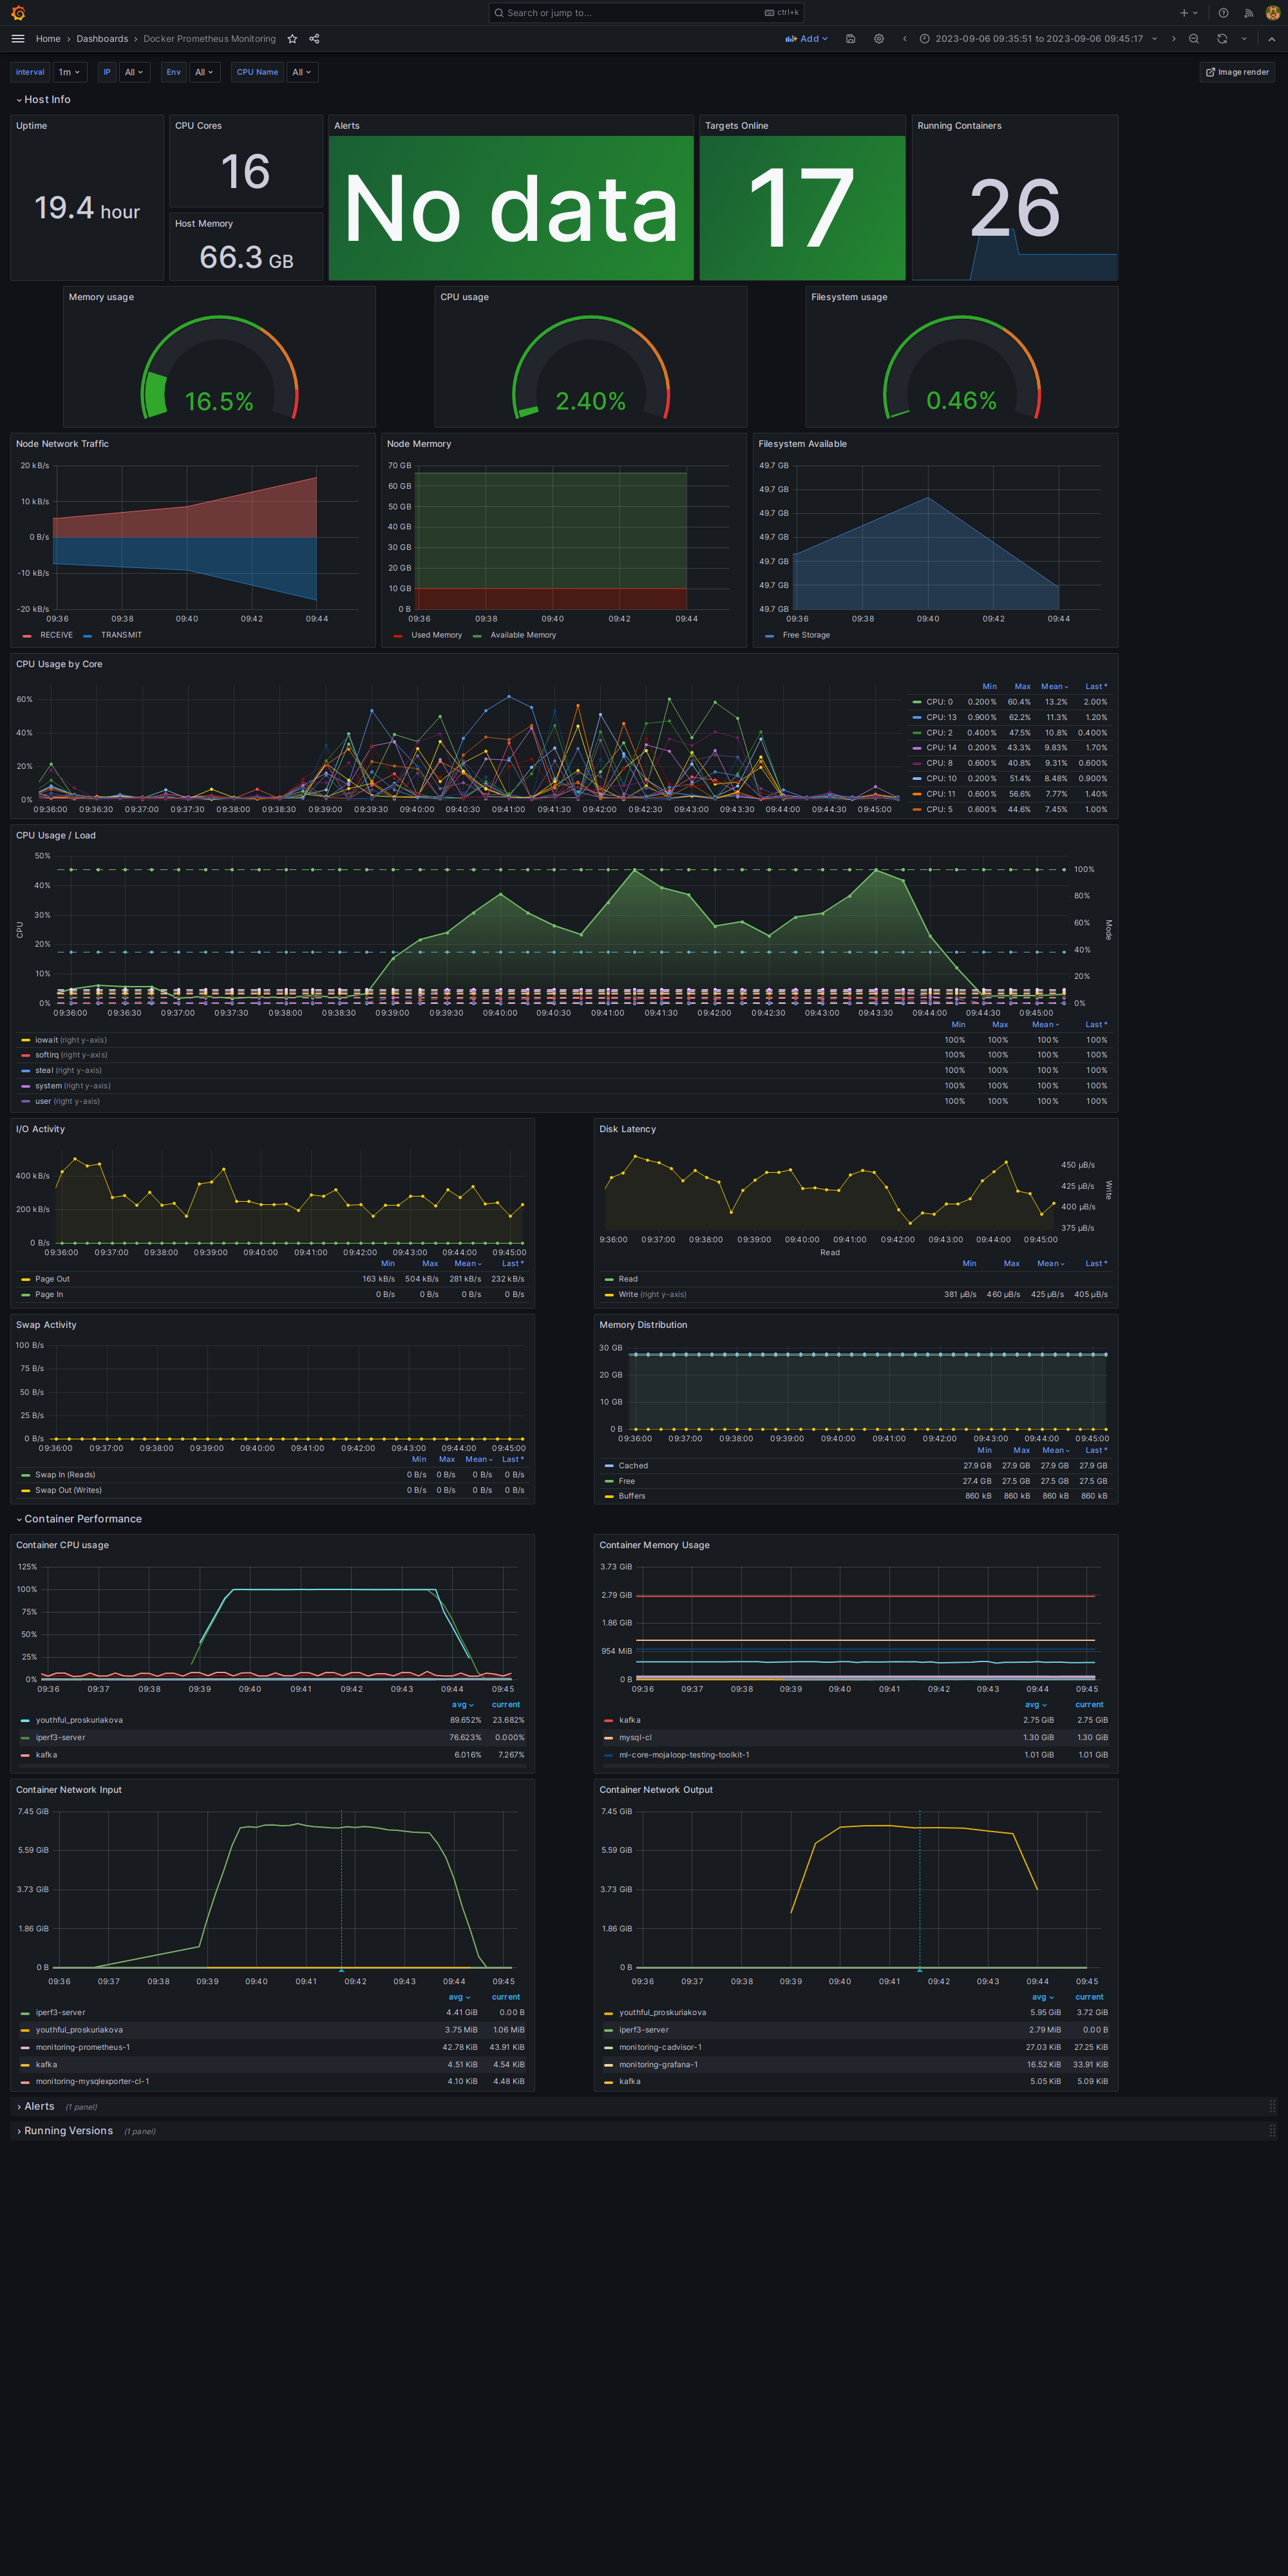 Search or jump to...
ctrl+k
Home › Dashboards › Docker Prometheus Monitoring
Add
2023-09-06 09:35:51 to 2023-09-06 09:45:17
interval 1m IP All Env All CPU Name All
Image render
Host Info
Uptime
19.4 hour
CPU Cores
16
Host Memory
66.3 GB
Alerts
No data
Targets Online
17
Running Containers
26
Memory usage
16.5%
CPU usage
2.40%
Filesystem usage
0.46%
Node Network Traffic
20 kB/s
10 kB/s
0 B/s
-10 kB/s
-20 kB/s
09:36 09:38 09:40 09:42 09:44
RECEIVE TRANSMIT
Node Mermory
70 GB
60 GB
50 GB
40 GB
30 GB
20 GB
10 GB
0 B
09:36 09:38 09:40 09:42 09:44
Used Memory Available Memory
Filesystem Available
49.7 GB
49.7 GB
49.7 GB
49.7 GB
49.7 GB
49.7 GB
49.7 GB
09:36 09:38 09:40 09:42 09:44
Free Storage
CPU Usage by Core
60%
40%
20%
0%
09:36:00 09:36:30 09:37:00 09:37:30 09:38:00 09:38:30 09:39:00 09:39:30 09:40:00 09:40:30 09:41:00 09:41:30 09:42:00 09:42:30 09:43:00 09:43:30 09:44:00 09:44:30 09:45:00
Min Max Mean Last *
CPU: 0 0.200% 60.4% 13.2% 2.00%
CPU: 13 0.900% 62.2% 11.3% 1.20%
CPU: 2 0.400% 47.5% 10.8% 0.400%
CPU: 14 0.200% 43.3% 9.83% 1.70%
CPU: 8 0.600% 40.8% 9.31% 0.600%
CPU: 10 0.200% 51.4% 8.48% 0.900%
CPU: 11 0.600% 56.6% 7.77% 1.40%
CPU: 5 0.600% 44.6% 7.45% 1.00%
CPU Usage / Load
50%
40%
30%
20%
10%
0%
CPU
100%
80%
60%
40%
20%
0%
Mode
09:36:00 09:36:30 09:37:00 09:37:30 09:38:00 09:38:30 09:39:00 09:39:30 09:40:00 09:40:30 09:41:00 09:41:30 09:42:00 09:42:30 09:43:00 09:43:30 09:44:00 09:44:30 09:45:00
Min Max Mean Last *
iowait (right y-axis) 100% 100% 100% 100%
softirq (right y-axis) 100% 100% 100% 100%
steal (right y-axis) 100% 100% 100% 100%
system (right y-axis) 100% 100% 100% 100%
user (right y-axis) 100% 100% 100% 100%
I/O Activity
400 kB/s
200 kB/s
0 B/s
09:36:00 09:37:00 09:38:00 09:39:00 09:40:00 09:41:00 09:42:00 09:43:00 09:44:00 09:45:00
Min Max Mean Last *
Page Out 163 kB/s 504 kB/s 281 kB/s 232 kB/s
Page In 0 B/s 0 B/s 0 B/s 0 B/s
Disk Latency
450 µB/s
425 µB/s
400 µB/s
375 µB/s
Write
9:36:00 09:37:00 09:38:00 09:39:00 09:40:00 09:41:00 09:42:00 09:43:00 09:44:00 09:45:00
Read
Min Max Mean Last *
Read
Write (right y-axis) 381 µB/s 460 µB/s 425 µB/s 405 µB/s
Swap Activity
100 B/s
75 B/s
50 B/s
25 B/s
0 B/s
09:36:00 09:37:00 09:38:00 09:39:00 09:40:00 09:41:00 09:42:00 09:43:00 09:44:00 09:45:00
Min Max Mean Last *
Swap In (Reads) 0 B/s 0 B/s 0 B/s 0 B/s
Swap Out (Writes) 0 B/s 0 B/s 0 B/s 0 B/s
Memory Distribution
30 GB
20 GB
10 GB
0 B
09:36:00 09:37:00 09:38:00 09:39:00 09:40:00 09:41:00 09:42:00 09:43:00 09:44:00 09:45:00
Min Max Mean Last *
Cached 27.9 GB 27.9 GB 27.9 GB 27.9 GB
Free 27.4 GB 27.5 GB 27.5 GB 27.5 GB
Buffers 860 kB 860 kB 860 kB 860 kB
Container Performance
Container CPU usage
125%
100%
75%
50%
25%
0%
09:36 09:37 09:38 09:39 09:40 09:41 09:42 09:43 09:44 09:45
avg current
youthful_proskuriakova 89.652% 23.682%
iperf3-server 76.623% 0.000%
kafka 6.016% 7.267%
Container Memory Usage
3.73 GiB
2.79 GiB
1.86 GiB
954 MiB
0 B
09:36 09:37 09:38 09:39 09:40 09:41 09:42 09:43 09:44 09:45
avg current
kafka 2.75 GiB 2.75 GiB
mysql-cl 1.30 GiB 1.30 GiB
ml-core-mojaloop-testing-toolkit-1 1.01 GiB 1.01 GiB
Container Network Input
7.45 GiB
5.59 GiB
3.73 GiB
1.86 GiB
0 B
09:36 09:37 09:38 09:39 09:40 09:41 09:42 09:43 09:44 09:45
avg current
iperf3-server 4.41 GiB 0.00 B
youthful_proskuriakova 3.75 MiB 1.06 MiB
monitoring-prometheus-1 42.78 KiB 43.91 KiB
kafka 4.51 KiB 4.54 KiB
monitoring-mysqlexporter-cl-1 4.10 KiB 4.48 KiB
Container Network Output
7.45 GiB
5.59 GiB
3.73 GiB
1.86 GiB
0 B
09:36 09:37 09:38 09:39 09:40 09:41 09:42 09:43 09:44 09:45
avg current
youthful_proskuriakova 5.95 GiB 3.72 GiB
iperf3-server 2.79 MiB 0.00 B
monitoring-cadvisor-1 27.03 KiB 27.25 KiB
monitoring-grafana-1 16.52 KiB 33.91 KiB
kafka 5.05 KiB 5.09 KiB
Alerts (1 panel)
Running Versions (1 panel)